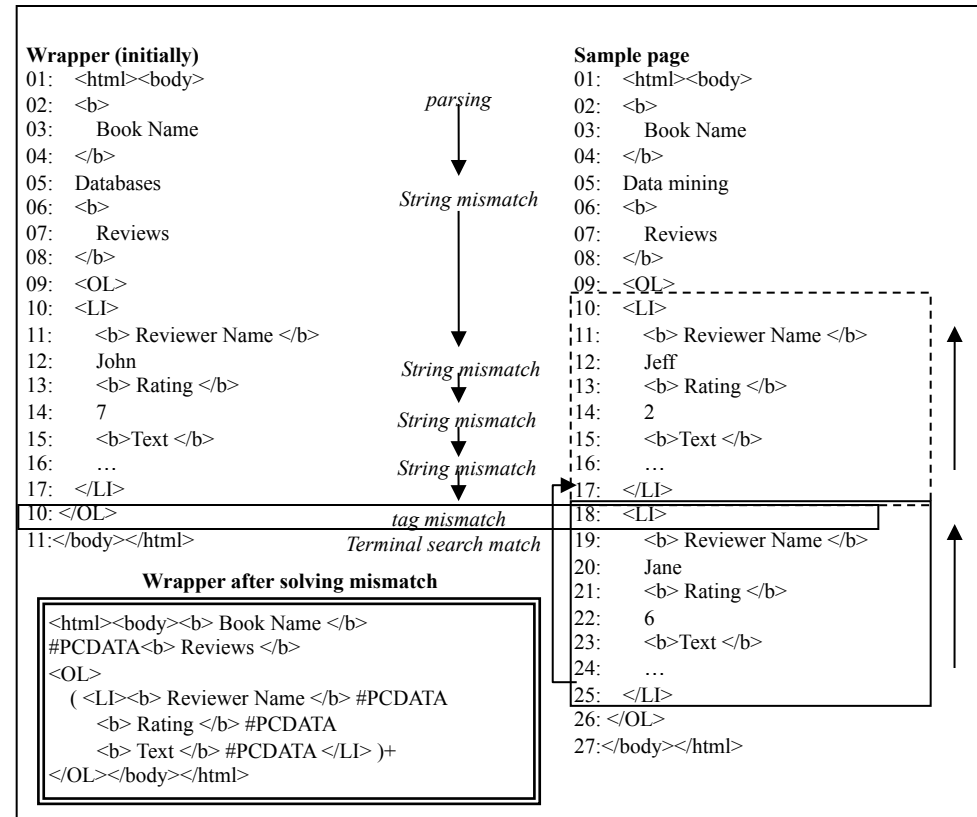 Wrapper (initially)
01: <html><body>
02: <b>
03: Book Name
04: </b>
05: Databases
06: <b>
07: Reviews
08: </b>
09: <OL>
10: <LI>
11: <b> Reviewer Name </b>
12: John
13: <b> Rating </b>
14: 7
15: <b>Text </b>
16: …
17: </LI>
10: </OL>
11:</body></html>
parsing
String mismatch
String mismatch
String mismatch
String mismatch
tag mismatch
Terminal search match
Sample page
01: <html><body>
02: <b>
03: Book Name
04: </b>
05: Data mining
06: <b>
07: Reviews
08: </b>
09: <OL>
10: <LI>
11: <b> Reviewer Name </b>
12: Jeff
13: <b> Rating </b>
14: 2
15: <b>Text </b>
16: …
17: </LI>
18: <LI>
19: <b> Reviewer Name </b>
20: Jane
21: <b> Rating </b>
22: 6
23: <b>Text </b>
24: …
25: </LI>
26: </OL>
27:</body></html>
Wrapper after solving mismatch
<html><body><b> Book Name </b>
#PCDATA<b> Reviews </b>
<OL>
( <LI><b> Reviewer Name </b> #PCDATA
<b> Rating </b> #PCDATA
<b> Text </b> #PCDATA </LI> )+
</OL></body></html>